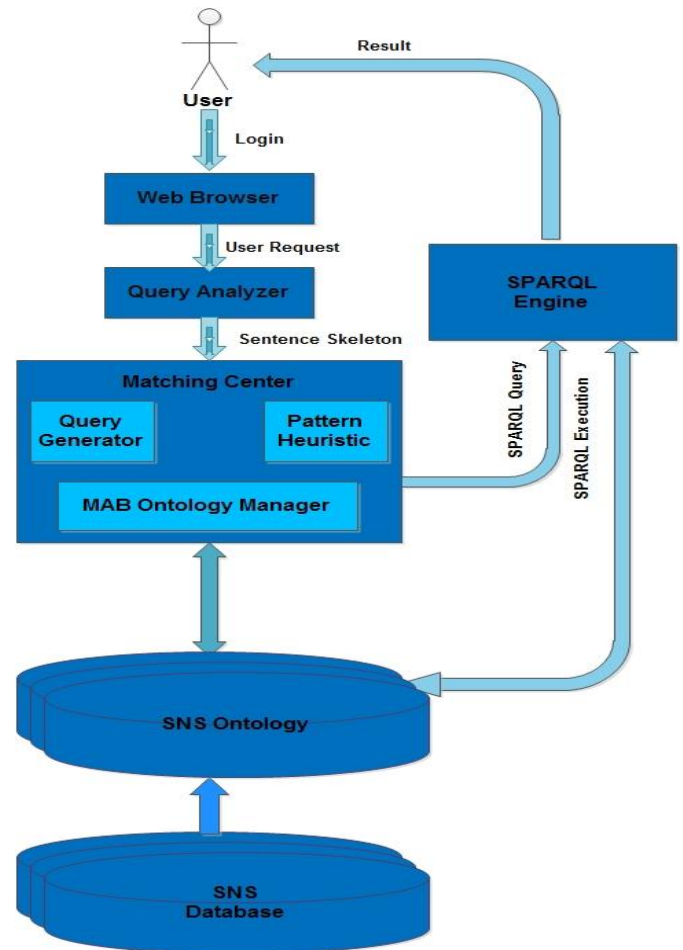 Result
User
Login
Web Browser
User Request
Query Analyzer
SPARQL
Engine
Sentence Skeleton
Matching Center
Query
Generator
Pattern
Heuristic
MAB Ontology Manager
SPARQL Query
SPARQL Execution
SNS Ontology
SNS
Database